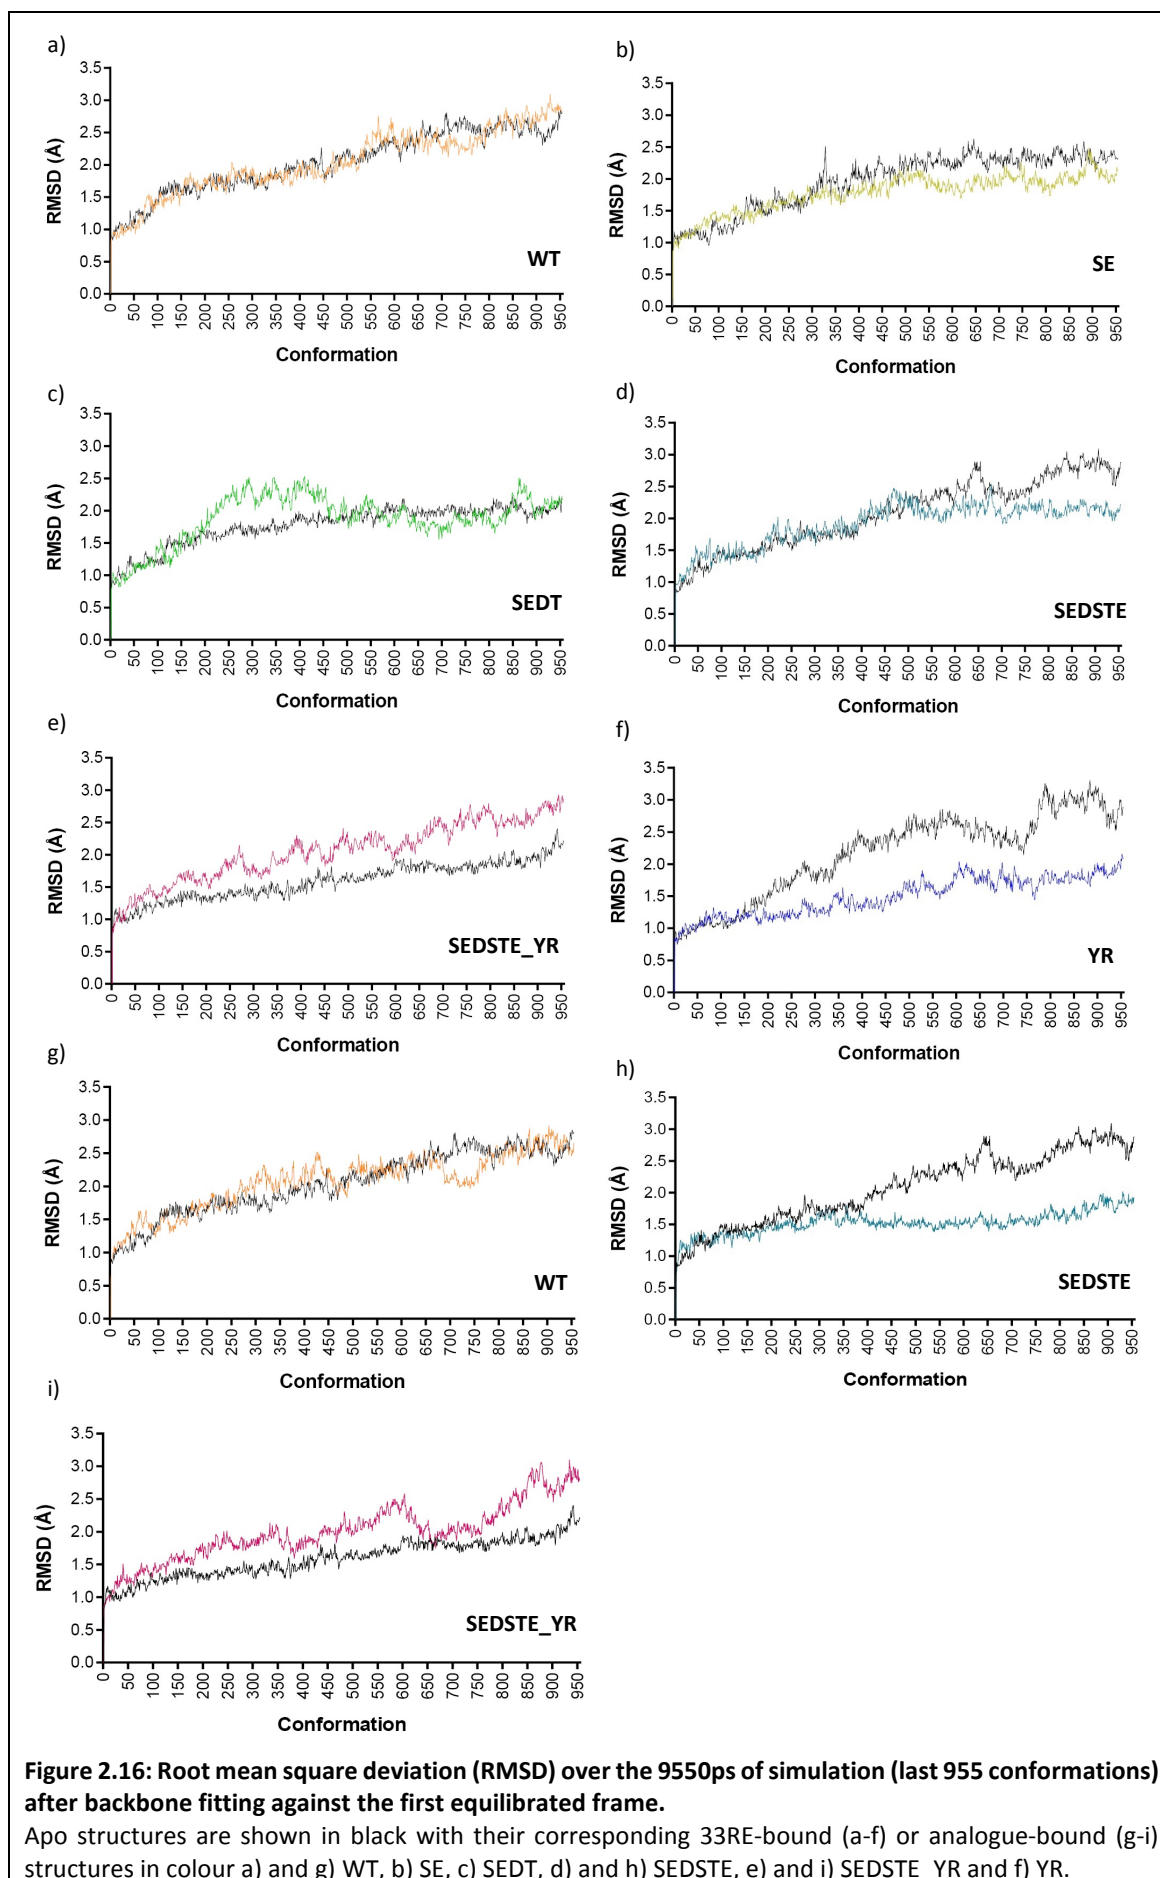 a)
3.5
3.0
2.5
2.0
1.5
1.0
0.5
0.0
RMSD (Å)
WT
0 50 100 150 200 250 300 350 400 450 500 550 600 650 700 750 800 850 900 950
Conformation
b)
3.5
3.0
2.5
2.0
1.5
1.0
0.5
0.0
RMSD (Å)
SE
0 50 100 150 200 250 300 350 400 450 500 550 600 650 700 750 800 850 900 950
Conformation
c)
3.5
3.0
2.5
2.0
1.5
1.0
0.5
0.0
RMSD (Å)
SEDT
0 50 100 150 200 250 300 350 400 450 500 550 600 650 700 750 800 850 900 950
Conformation
d)
3.5
3.0
2.5
2.0
1.5
1.0
0.5
0.0
RMSD (Å)
SEDSTE
0 50 100 150 200 250 300 350 400 450 500 550 600 650 700 750 800 850 900 950
Conformation
e)
3.5
3.0
2.5
2.0
1.5
1.0
0.5
0.0
RMSD (Å)
SEDSTE_YR
0 50 100 150 200 250 300 350 400 450 500 550 600 650 700 750 800 850 900 950
Conformation
f)
3.5
3.0
2.5
2.0
1.5
1.0
0.5
0.0
RMSD (Å)
YR
0 50 100 150 200 250 300 350 400 450 500 550 600 650 700 750 800 850 900 950
Conformation
g)
3.5
3.0
2.5
2.0
1.5
1.0
0.5
0.0
RMSD (Å)
WT
0 50 100 150 200 250 300 350 400 450 500 550 600 650 700 750 800 850 900 950
Conformation
h)
3.5
3.0
2.5
2.0
1.5
1.0
0.5
0.0
RMSD (Å)
SEDSTE
0 50 100 150 200 250 300 350 400 450 500 550 600 650 700 750 800 850 900 950
Conformation
i)
3.5
3.0
2.5
2.0
1.5
1.0
0.5
0.0
RMSD (Å)
SEDSTE_YR
0 50 100 150 200 250 300 350 400 450 500 550 600 650 700 750 800 850 900 950
Conformation
Figure 2.16: Root mean square deviation (RMSD) over the 9550ps of simulation (last 955 conformations)
after backbone fitting against the first equilibrated frame.
Apo structures are shown in black with their corresponding 33RE-bound (a-f) or analogue-bound (g-i)
structures in colour a) and g) WT, b) SE, c) SEDT, d) and h) SEDSTE, e) and i) SEDSTE_YR and f) YR.